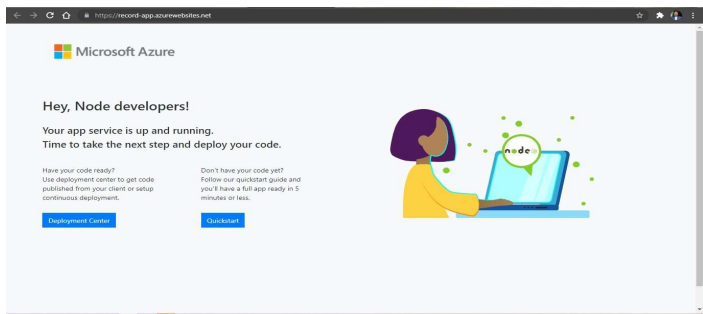 https://record-app.azurewebsites.net
Microsoft Azure
Hey, Node developers!
Your app service is up and running.
Time to take the next step and deploy your code.
Have your code ready?
Use deployment center to get code
published from your client or setup
continuous deployment.
Deployment Center
Don't have your code yet?
Follow our quickstart guide and
you'll have a full app ready in 5
minutes or less.
Quickstart
node